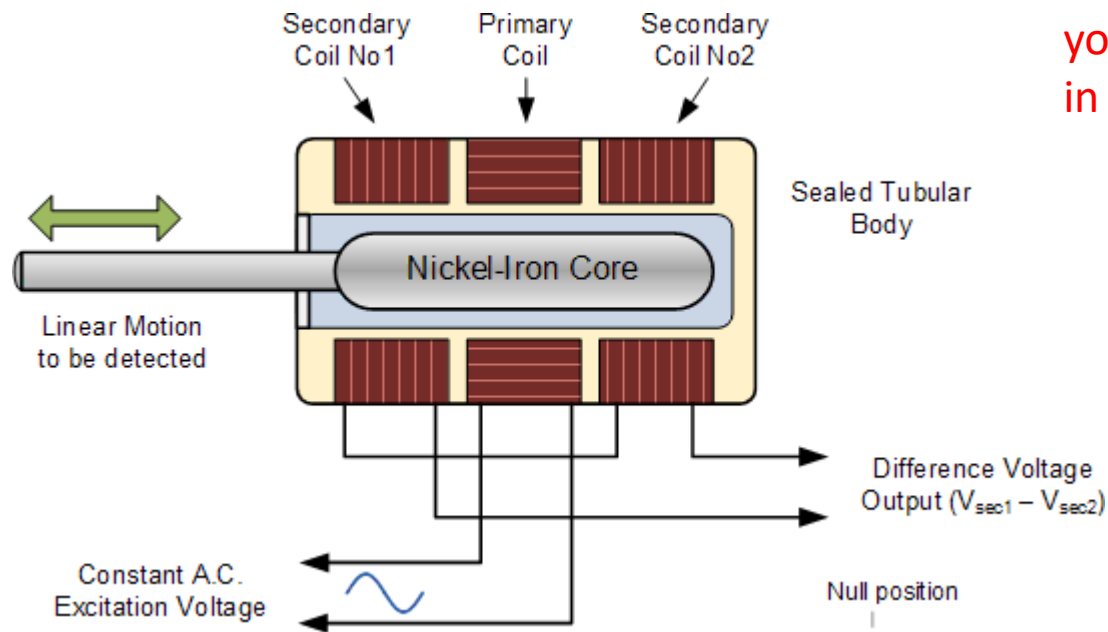 Secondary
Coil No1
Primary
Coil
Secondary
Coil No2
yo
in
Sealed Tubular
Body
Nickel-Iron Core
Linear Motion
to be detected
Difference Voltage
Output (Vsec1 – Vsec2)
Constant A.C.
Excitation Voltage
Null position